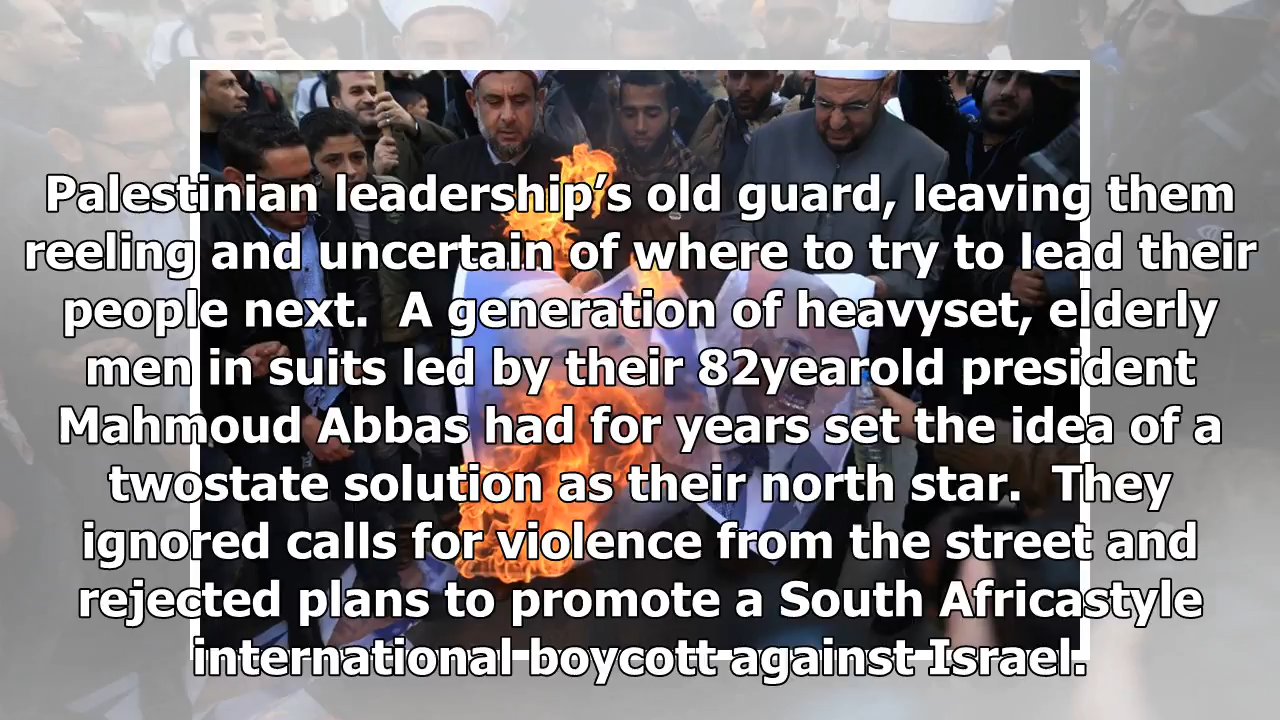 Palestinian leadership’s old guard, leaving them
reeling and uncertain of where to try to lead their
people next.  A generation of heavyset, elderly
men in suits led by their 82yearold president
Mahmoud Abbas had for years set the idea of a
twostate solution as their north star.  They
ignored calls for violence from the street and
rejected plans to promote a South Africastyle
international boycott against Israel.